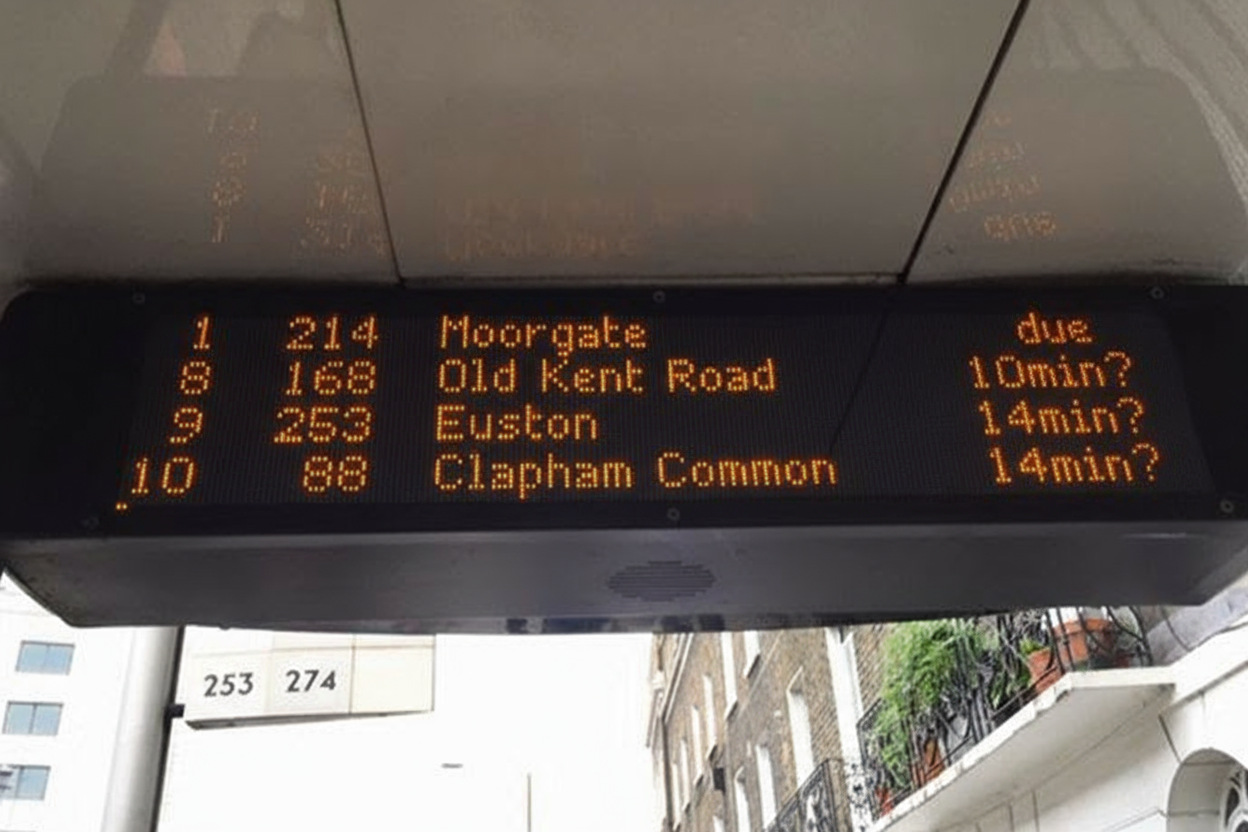 1 214 Moorgate due
8 168 Old Kent Road 10min?
9 253 Euston 14min?
10 88 Clapham Common 14min?
253 274